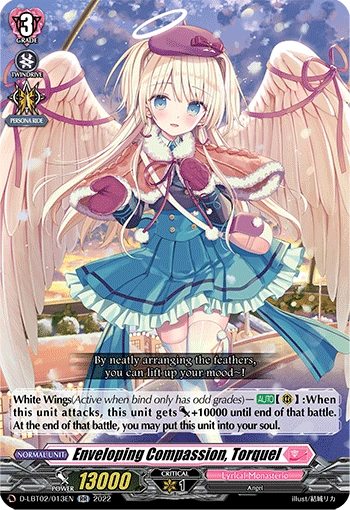 3
GRADE
TWINDRIVE
PERSONA RIDE
By neatly arranging the feathers,
you can lift up your mood~!
White Wings(Active when bind only has odd grades)– AUTO [ ]:When
this unit attacks, this unit gets +10000 until end of that battle.
At the end of that battle, you may put this unit into your soul.
NORMAL UNIT Enveloping Compassion, Torquel
POWER 13000 CRITICAL 1 Lyrical Monasterio
Angel
D-LBT02/013EN RR 2022 illust/結城リカ